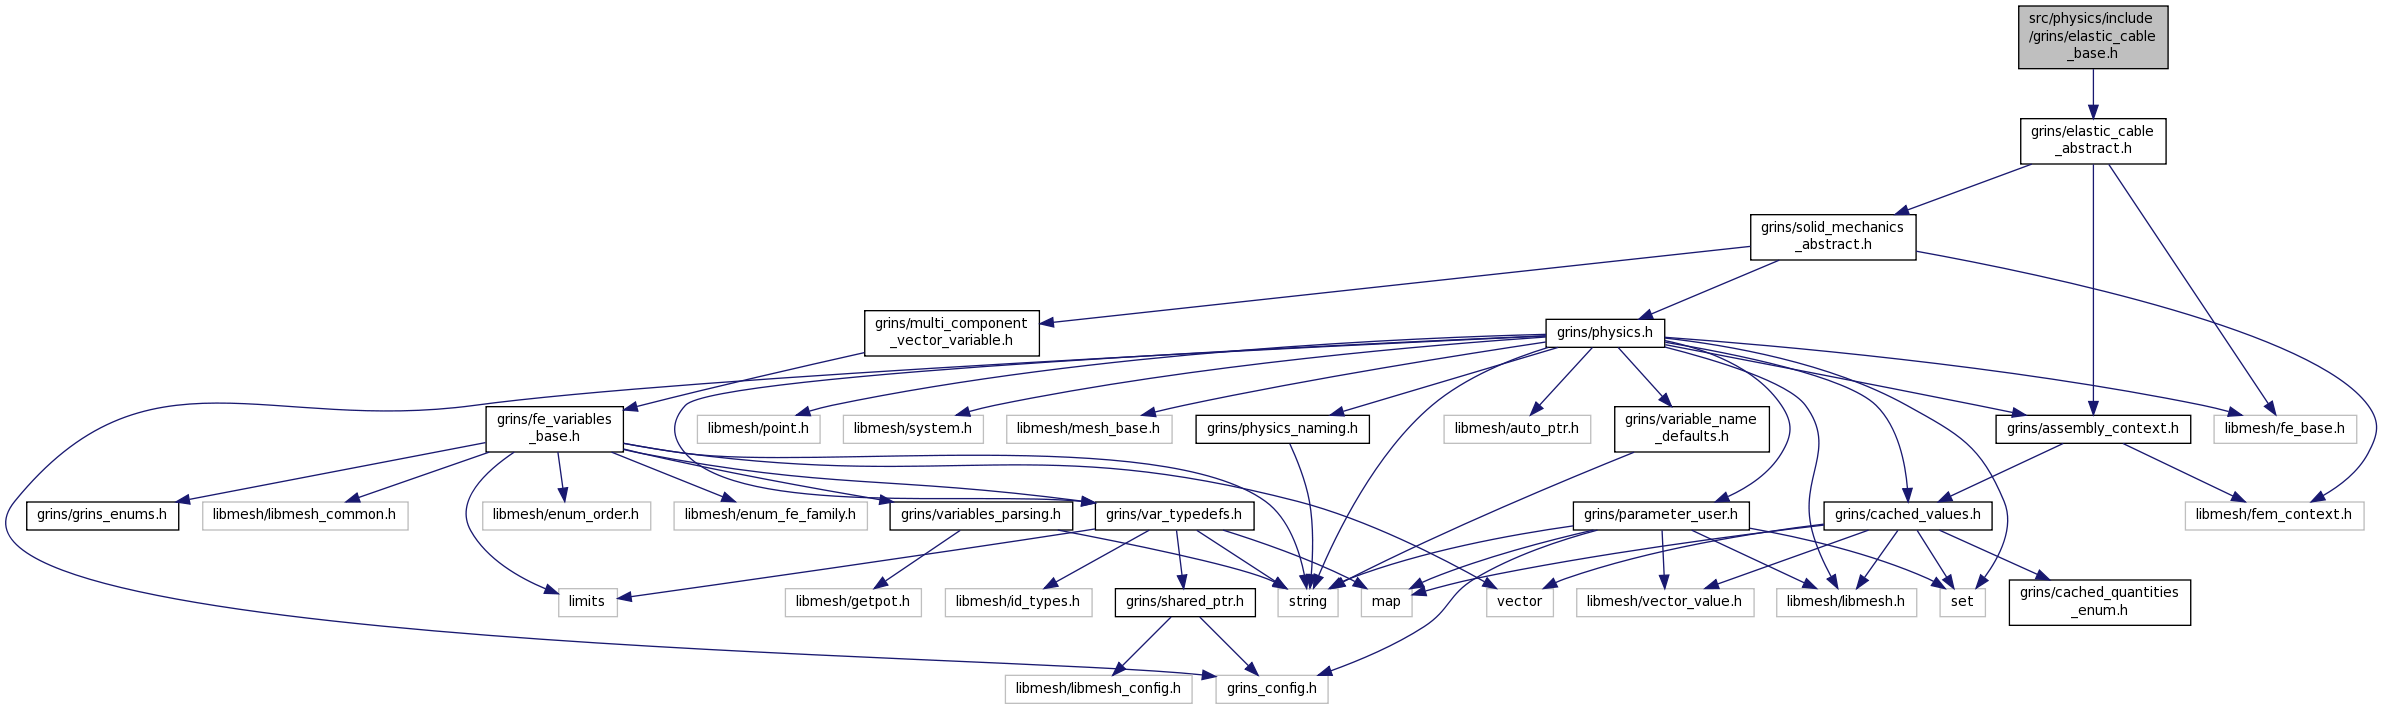 src/physics/include
/grins/elastic_cable
_base.h
grins/elastic_cable
_abstract.h
grins/solid_mechanics
_abstract.h
grins/multi_component
_vector_variable.h
grins/physics.h
grins/fe_variables
_base.h
libmesh/point.h
libmesh/system.h
libmesh/mesh_base.h
grins/physics_naming.h
libmesh/auto_ptr.h
grins/variable_name
_defaults.h
grins/assembly_context.h
libmesh/fe_base.h
grins/grins_enums.h
libmesh/libmesh_common.h
libmesh/enum_order.h
libmesh/enum_fe_family.h
grins/variables_parsing.h
grins/var_typedefs.h
grins/parameter_user.h
grins/cached_values.h
libmesh/fem_context.h
limits
libmesh/getpot.h
libmesh/id_types.h
grins/shared_ptr.h
string
map
vector
libmesh/vector_value.h
libmesh/libmesh.h
set
grins/cached_quantities
_enum.h
libmesh/libmesh_config.h
grins_config.h